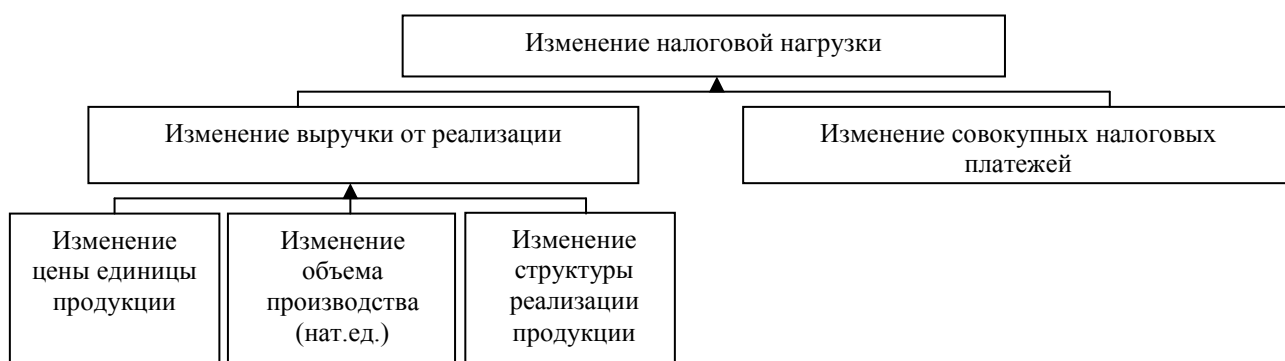 Изменение налоговой нагрузки
Изменение выручки от реализации
Изменение совокупных налоговых
платежей
Изменение
цены единицы
продукции
Изменение
объема
производства
(нат.ед.)
Изменение
структуры
реализации
продукции